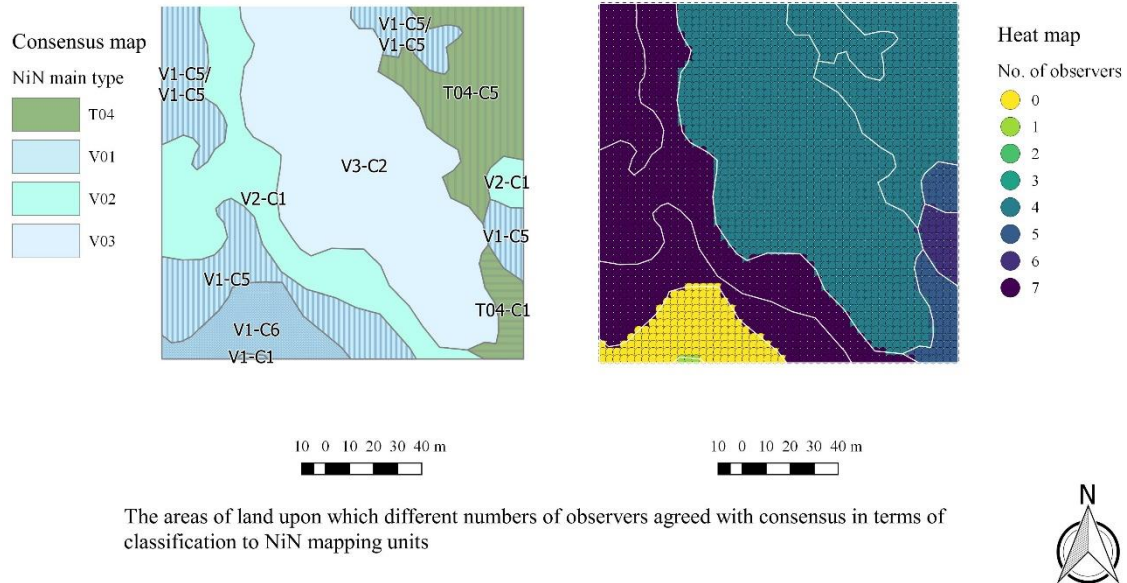 Consensus map
NiN main type
T04
V01
V02
V03
V1-C5/
V1-C5
V1-C5/
V1-C5
T04-C5
V3-C2
V2-C1
V2-C1
V1-C5
V1-C5
T04-C1
V1-C6
V1-C1
Heat map
No. of observers
0
1
2
3
4
5
6
7
10 0 10 20 30 40 m
10 0 10 20 30 40 m
The areas of land upon which different numbers of observers agreed with consensus in terms of
classification to NiN mapping units
N